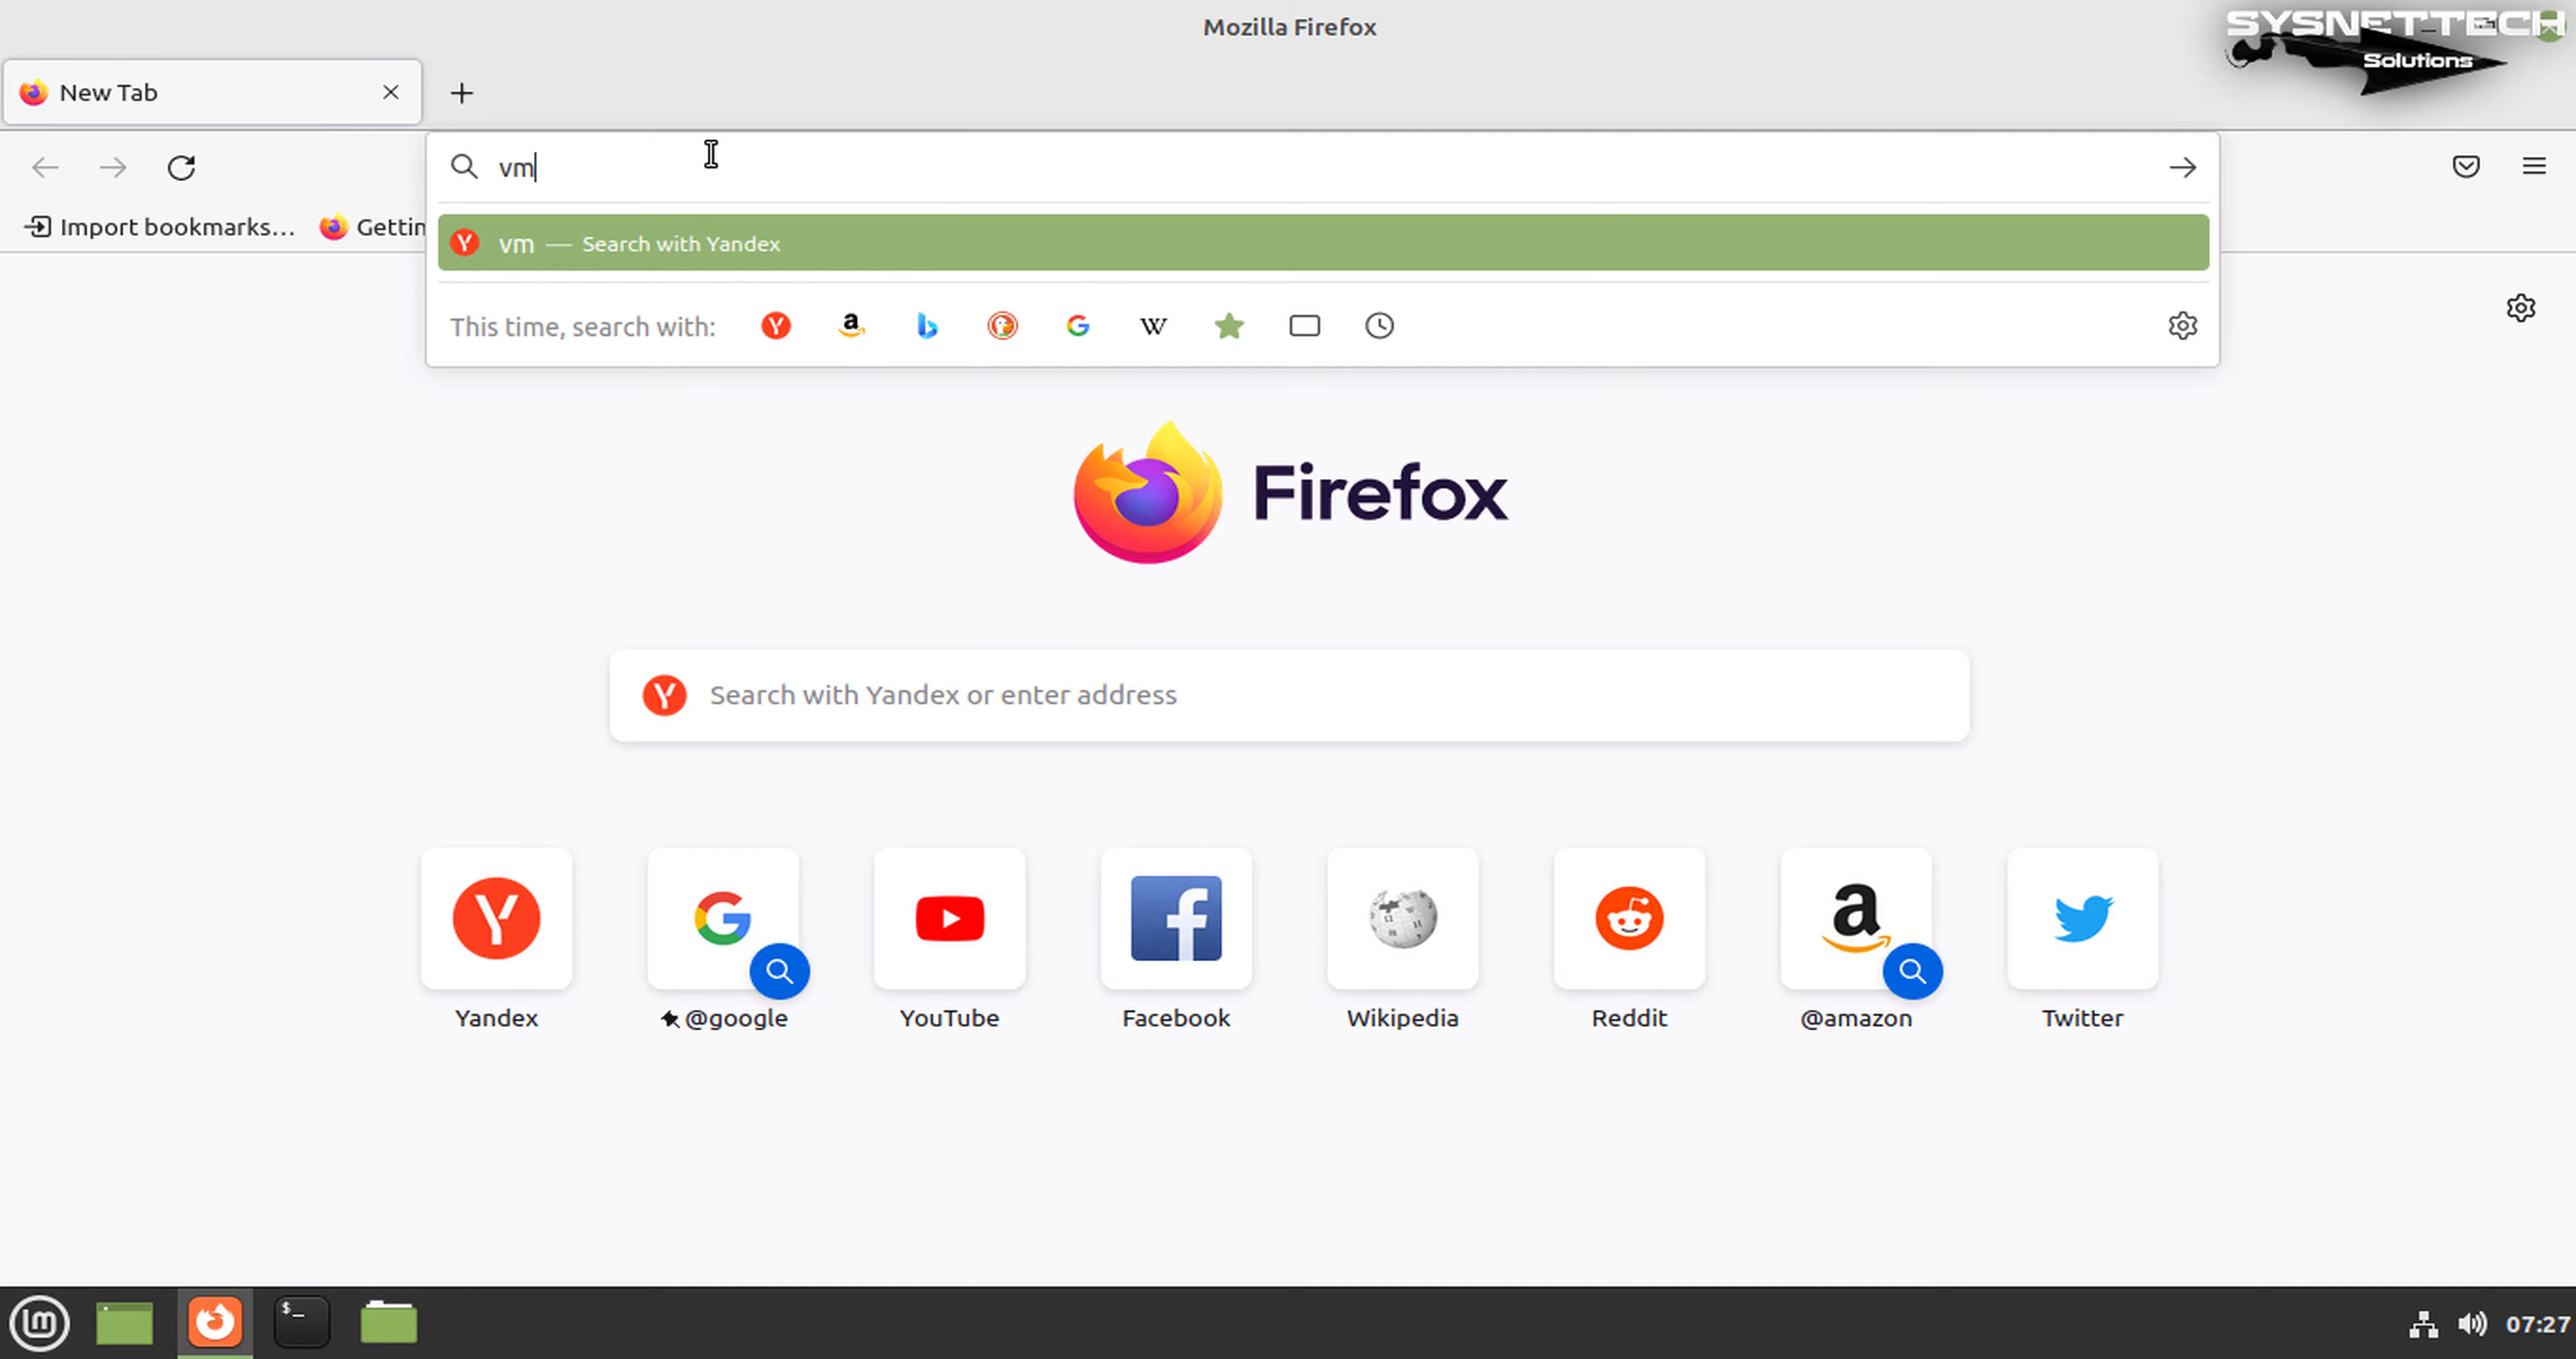 Mozilla Firefox
SYSNETTECH
Solutions
New Tab
vm
Import bookmarks...
Gettin
vm — Search with Yandex
This time, search with:
Firefox
Search with Yandex or enter address
Yandex
@google
YouTube
Facebook
Wikipedia
Reddit
@amazon
Twitter
07:27